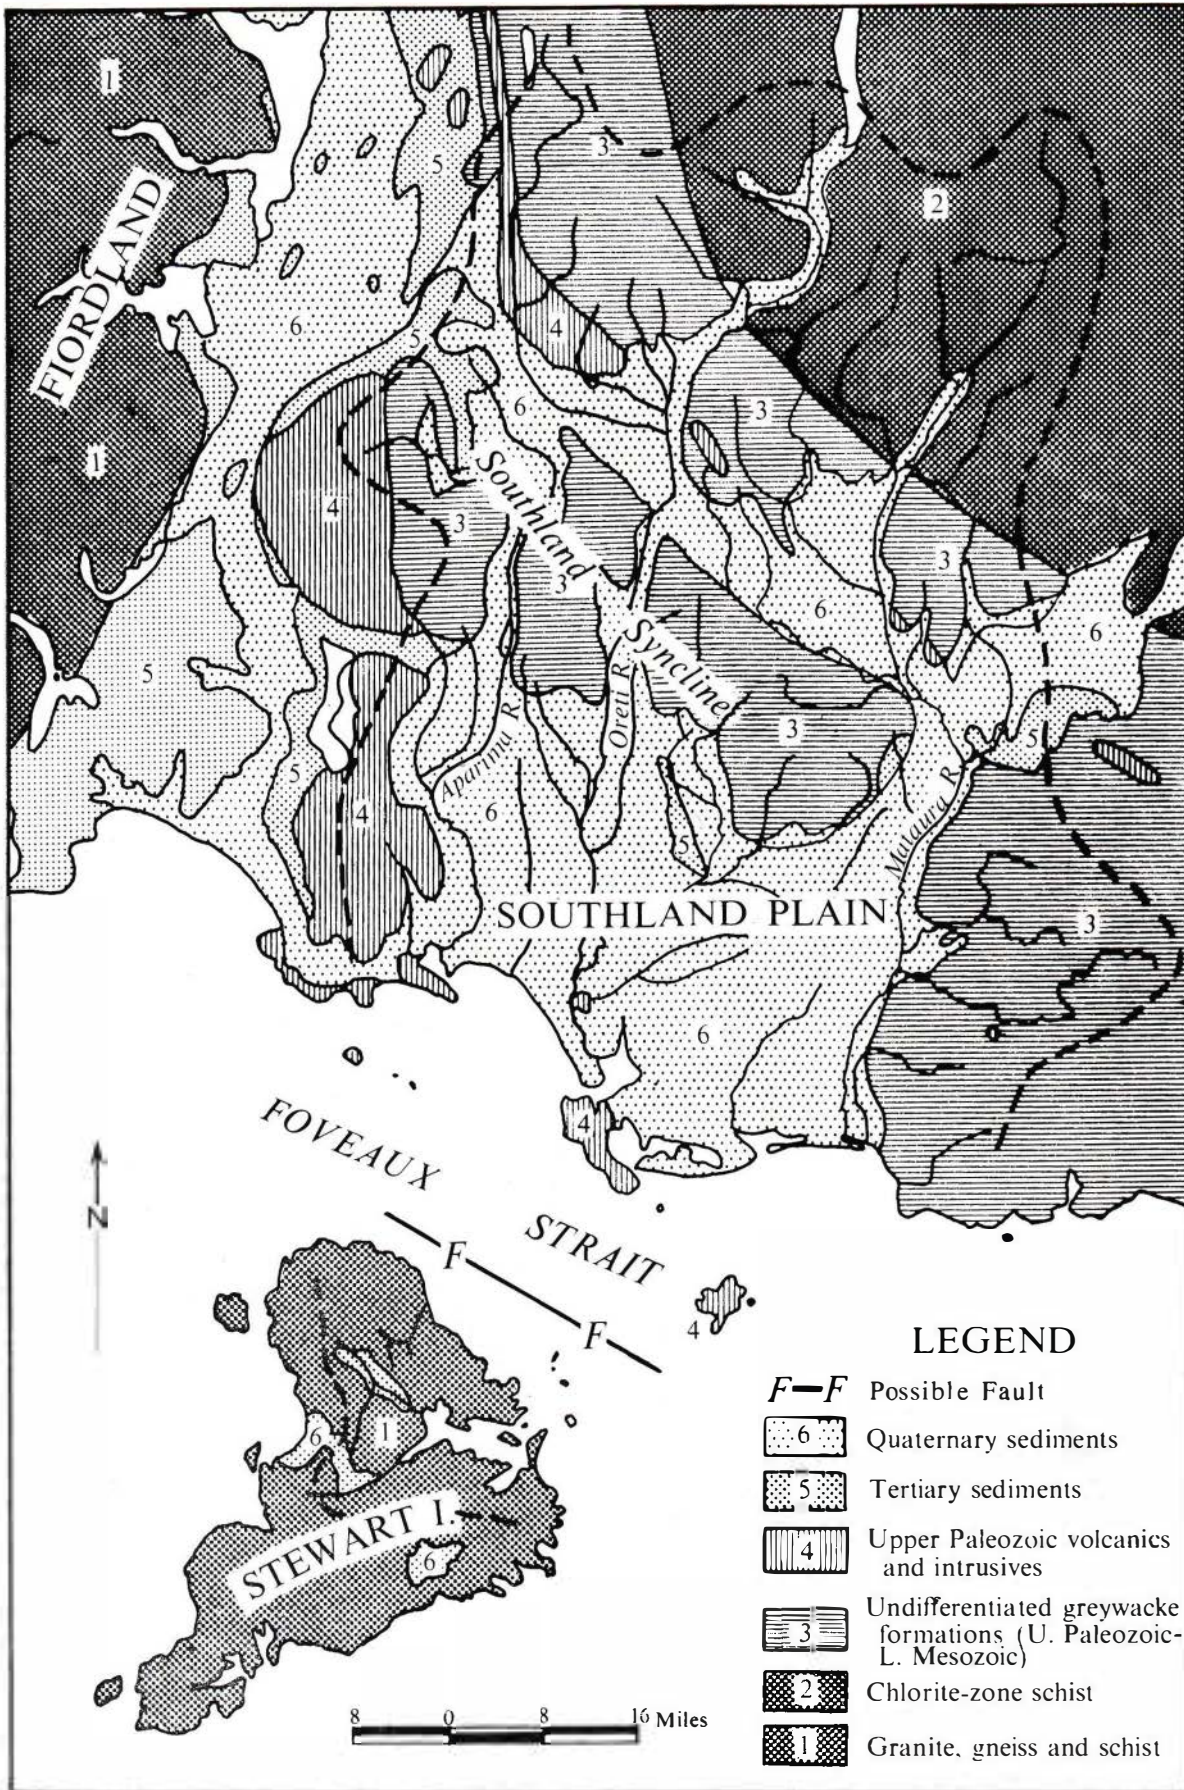 1
3
5
2
FIORDLAND
6
4
5
6
3
1
4
3
Southland
3
3
6
6
Syncline
5
Oreti R.
Aparima R.
3
5
5
4
6
Mataura R.
5
SOUTHLAND PLAIN
3
6
FOVEAUX
4
N
STRAIT
F
F
4
6
1
STEWART I.
6
LEGEND
F—F Possible Fault
6 Quaternary sediments
5 Tertiary sediments
4 Upper Paleozoic volcanics
and intrusives
3 Undifferentiated greywacke
formations (U. Paleozoic-
L. Mesozoic)
2 Chlorite-zone schist
1 Granite, gneiss and schist
8 0 8 16 Miles